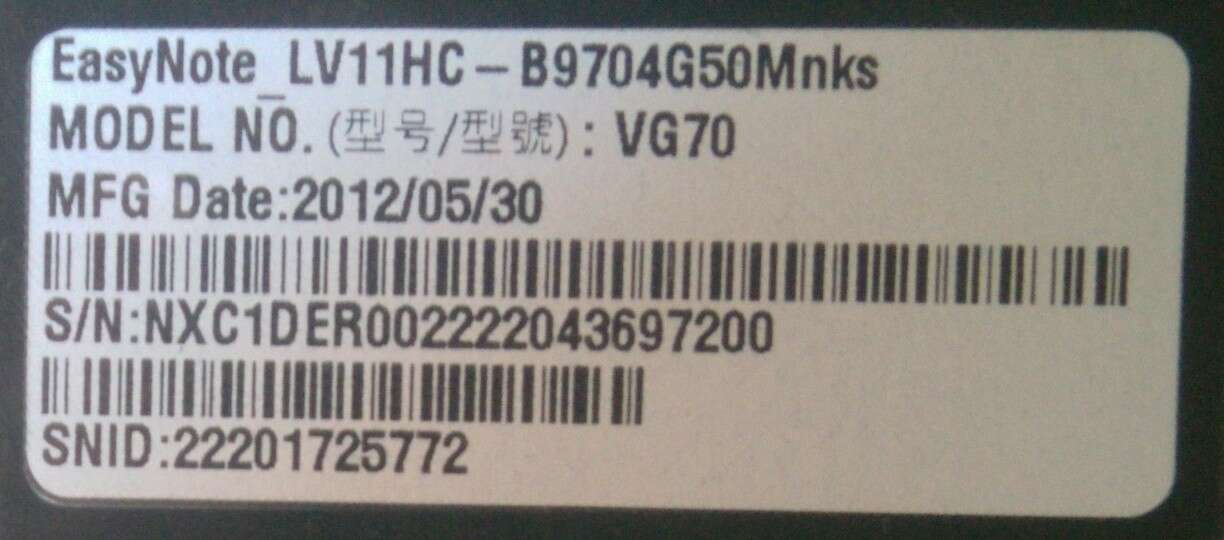 EasyNote_LV11HC-B9704G50Mnks
MODEL NO.(型号/型號): VG70
MFG Date:2012/05/30
S/N:NXC1DER002222043697200
SNID:22201725772